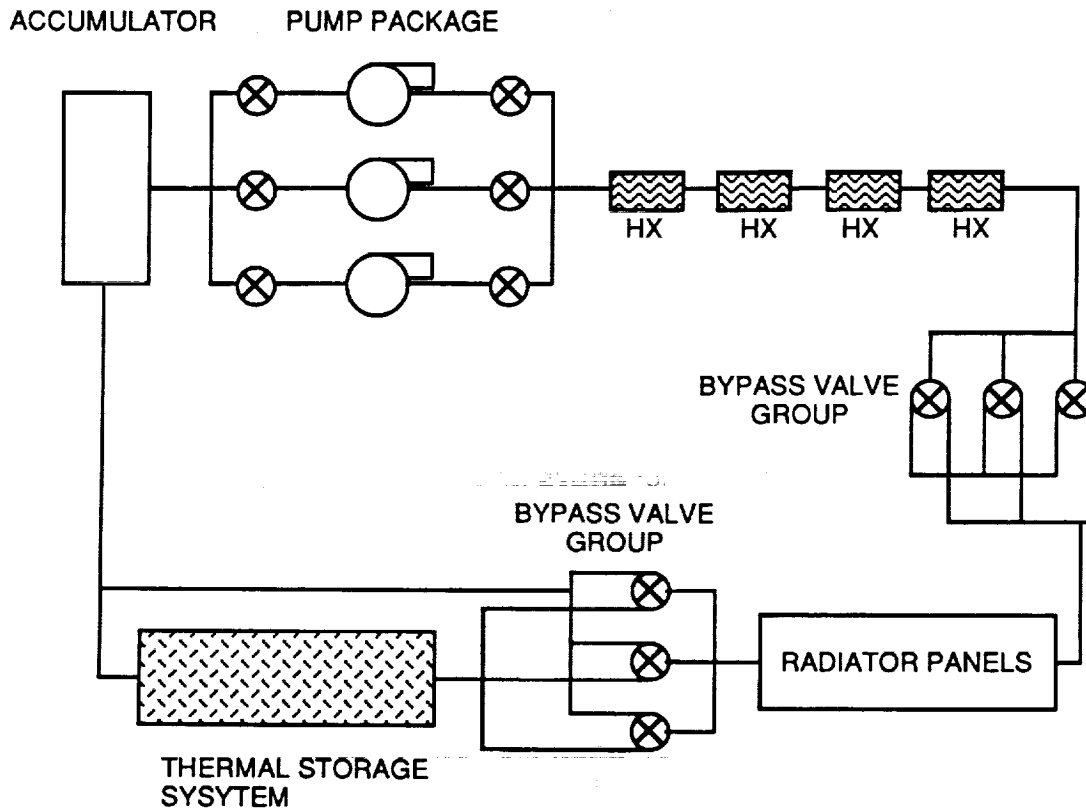 ACCUMULATOR PUMP PACKAGE
HX HX HX HX
BYPASS VALVE
GROUP
BYPASS VALVE
GROUP
RADIATOR PANELS
THERMAL STORAGE
SYSYTEM